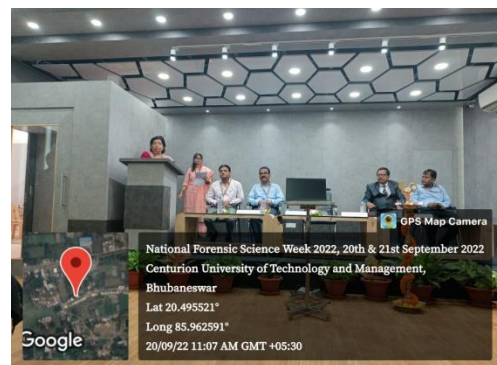 GPS Map Camera
National Forensic Science Week 2022, 20th & 21st September 2022
Centurion University of Technology and Management,
Bhubaneswar
Lat 20.495521°
Long 85.962591°
20/09/22 11:07 AM GMT +05:30
Google